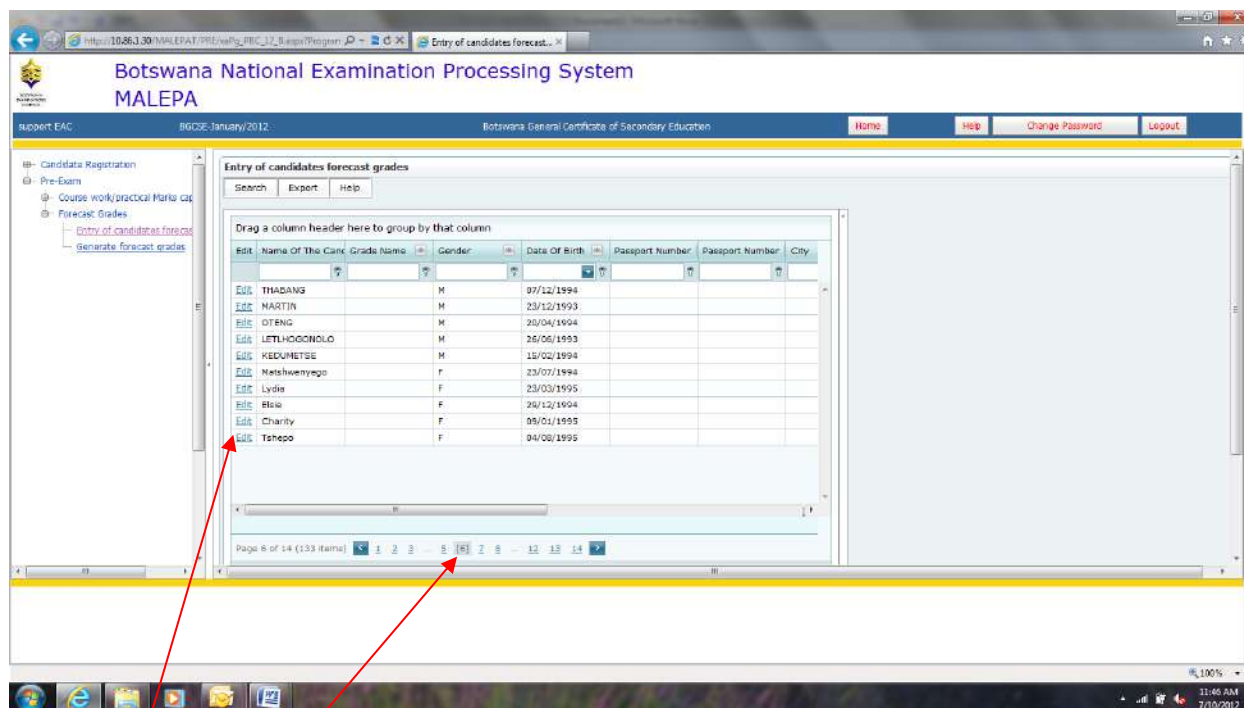 Entry of candidates forecast...
Botswana National Examination Processing System
MALEPA
support EAC
BGCSE-January/2012
Botswana General Certificate of Secondary Education
Home
Help
Change Password
Logout
Candidate Registration
Pre-Exam
Course work/practical Marks cap
Forecast Grades
Entry of candidates forecas
Generate forecast grades
Entry of candidates forecast grades
Search Export Help
Drag a column header here to group by that column
Edit Name Of The Cand Grade Name Gender Date Of Birth Passport Number Passport Number City
Edit THABANG M 07/12/1994
Edit MARTIN M 23/12/1993
Edit OTENG M 20/04/1994
Edit LETLHOGONOLO M 26/06/1993
Edit KEDUMETSE M 15/02/1994
Edit Natshwenyego F 23/07/1994
Edit Lydia F 23/03/1995
Edit Elsie F 29/12/1994
Edit Charity F 09/01/1995
Edit Tshepo F 04/08/1995
Page 6 of 14 (133 items) 1 2 3 ... 5 [6] 7 8 ... 12 13 14
100%
11:46 AM
7/10/2012